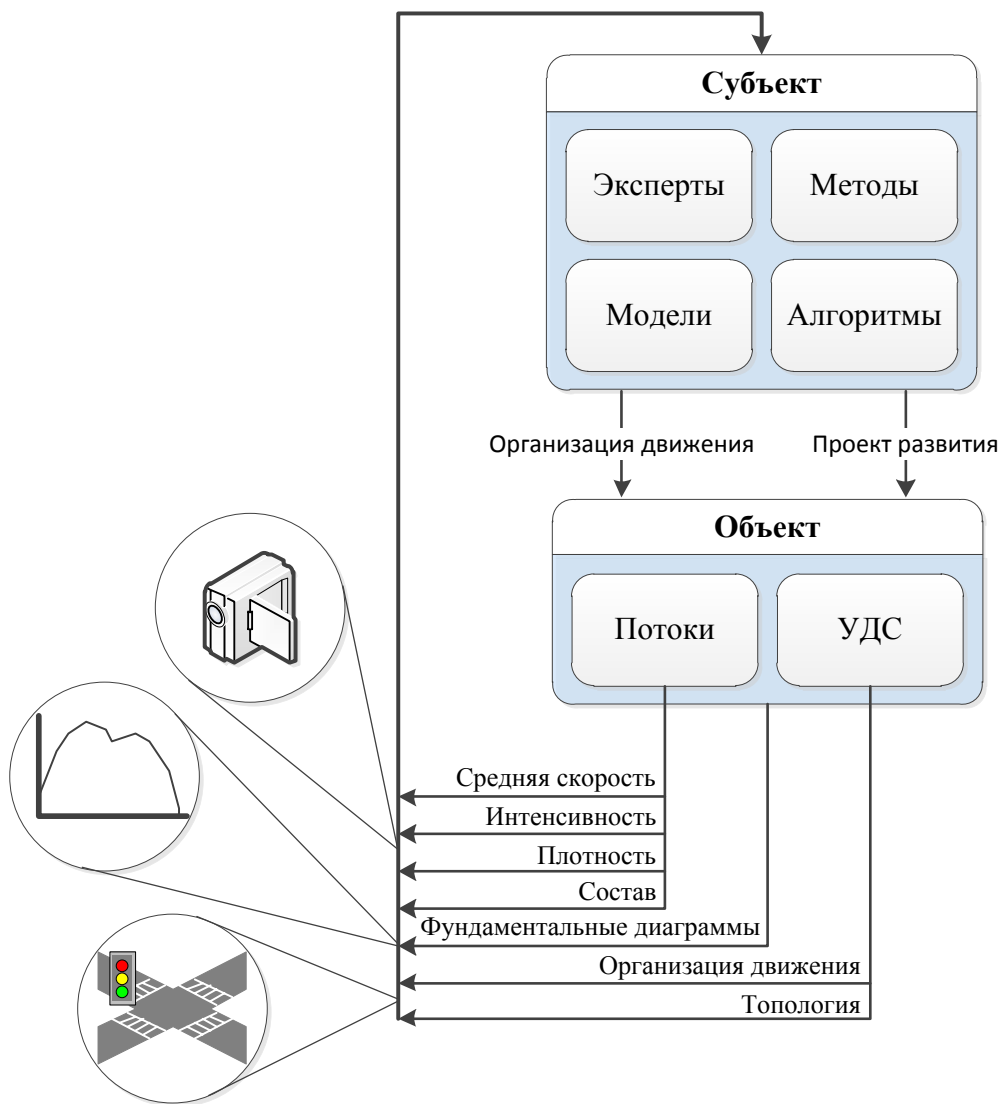 Субъект
Эксперты
Методы
Модели
Алгоритмы
Организация движения
Проект развития
Объект
Потоки
УДС
Средняя скорость
Интенсивность
Плотность
Состав
Фундаментальные диаграммы
Организация движения
Топология